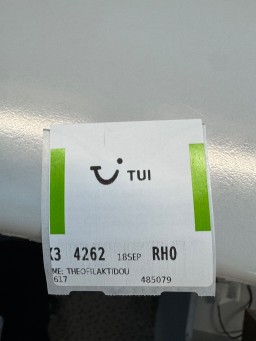 TUI
X3 4262 18SEP RHO
ME: THEOFILAKTIDOU
617 485079